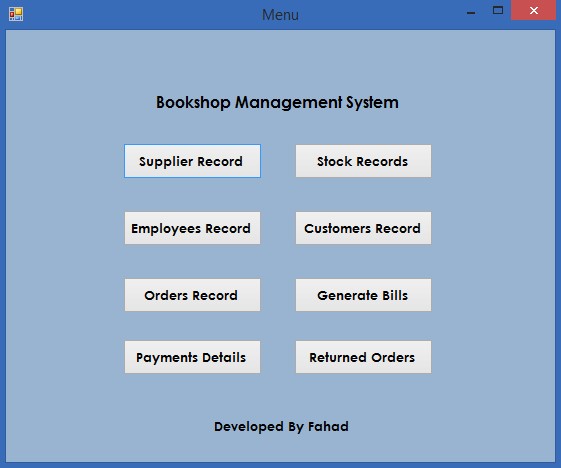 Menu
Bookshop Management System
Supplier Record
Stock Records
Employees Record
Customers Record
Orders Record
Generate Bills
Payments Details
Returned Orders
Developed By Fahad